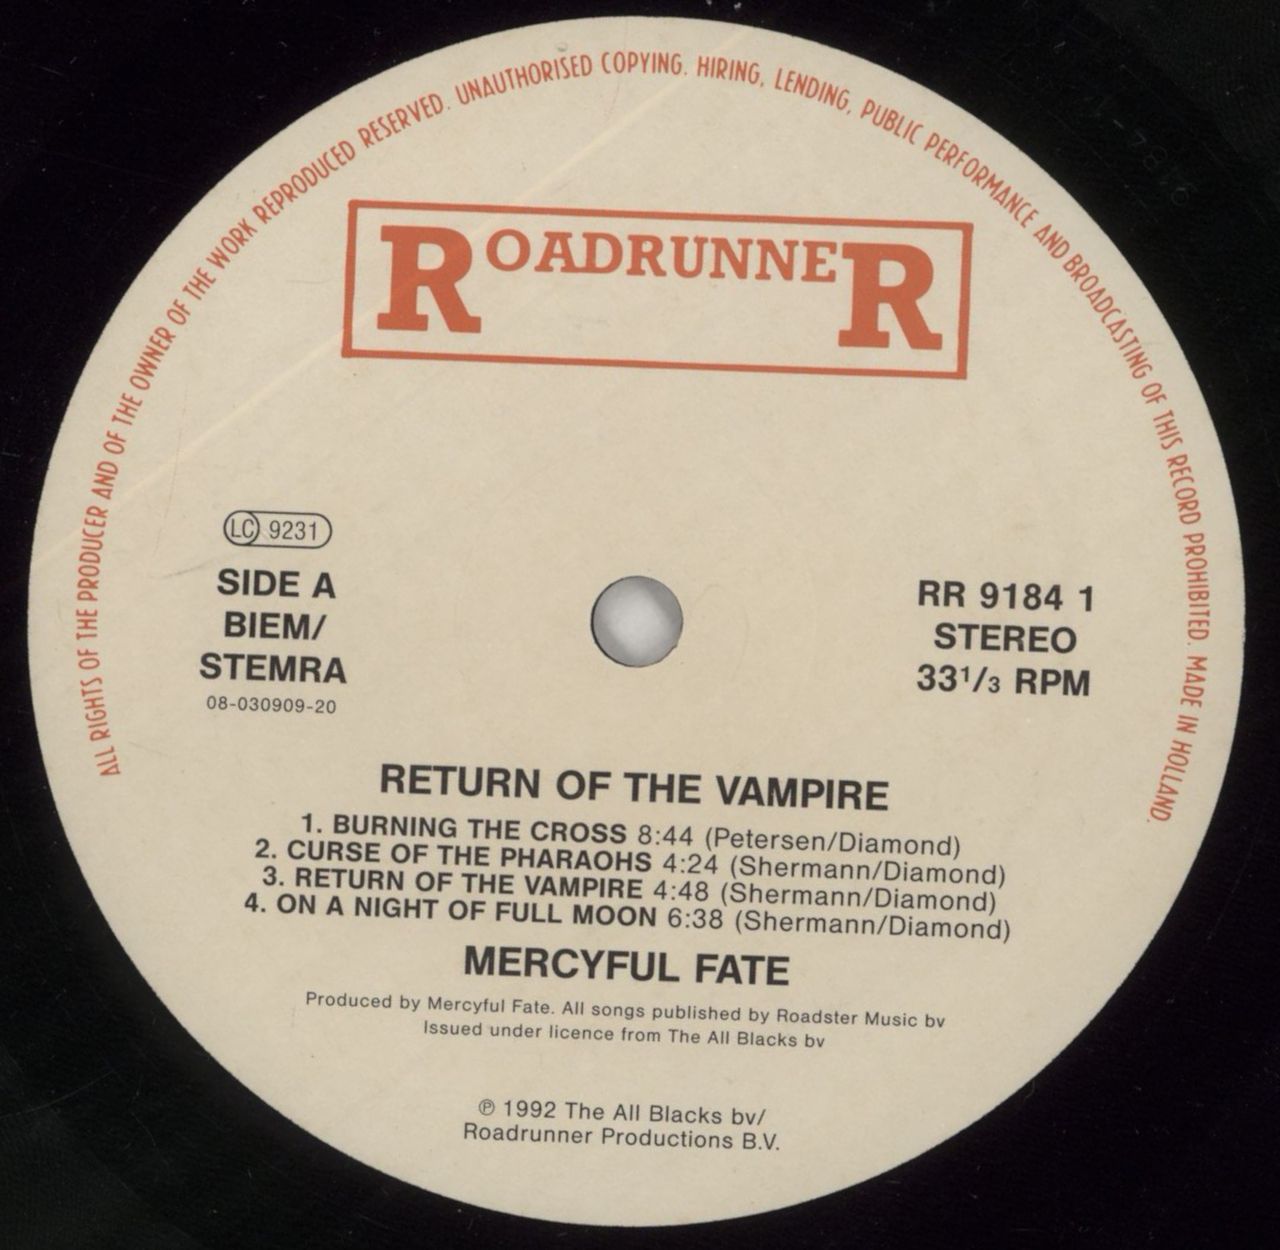 ALL RIGHTS OF THE PRODUCER AND OF THE OWNER OF THE WORK REPRODUCED RESERVED. UNAUTHORISED COPYING. HIRING, LENDING, PUBLIC PERFORMANCE AND BROADCASTING OF THIS RECORD PROHIBITED. MADE IN HOLLAND.
ROADRUNNER
LC 9231
SIDE A
BIEM/
STEMRA
08-030909-20
RR 9184 1
STEREO
33¹/₃ RPM
RETURN OF THE VAMPIRE
1. BURNING THE CROSS 8:44 (Petersen/Diamond)
2. CURSE OF THE PHARAOHS 4:24 (Shermann/Diamond)
3. RETURN OF THE VAMPIRE 4:48 (Shermann/Diamond)
4. ON A NIGHT OF FULL MOON 6:38 (Shermann/Diamond)
MERCYFUL FATE
Produced by Mercyful Fate. All songs published by Roadster Music bv
Issued under licence from The All Blacks bv
℗ 1992 The All Blacks bv/
Roadrunner Productions B.V.